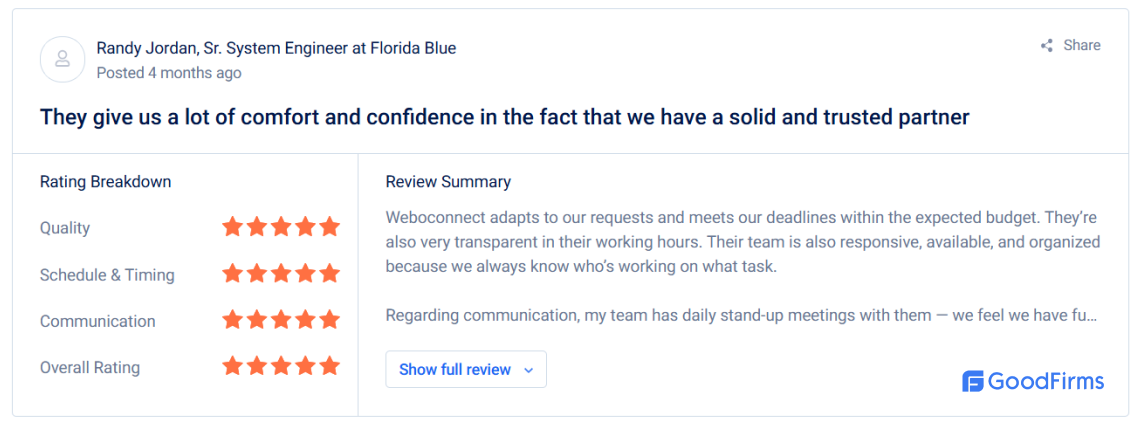 Randy Jordan, Sr. System Engineer at Florida Blue
Posted 4 months ago
Share
They give us a lot of comfort and confidence in the fact that we have a solid and trusted partner
Rating Breakdown
Quality
Schedule & Timing
Communication
Overall Rating
Review Summary
Weboconnect adapts to our requests and meets our deadlines within the expected budget. They’re
also very transparent in their working hours. Their team is also responsive, available, and organized
because we always know who’s working on what task.
Regarding communication, my team has daily stand-up meetings with them — we feel we have fu...
Show full review
GoodFirms